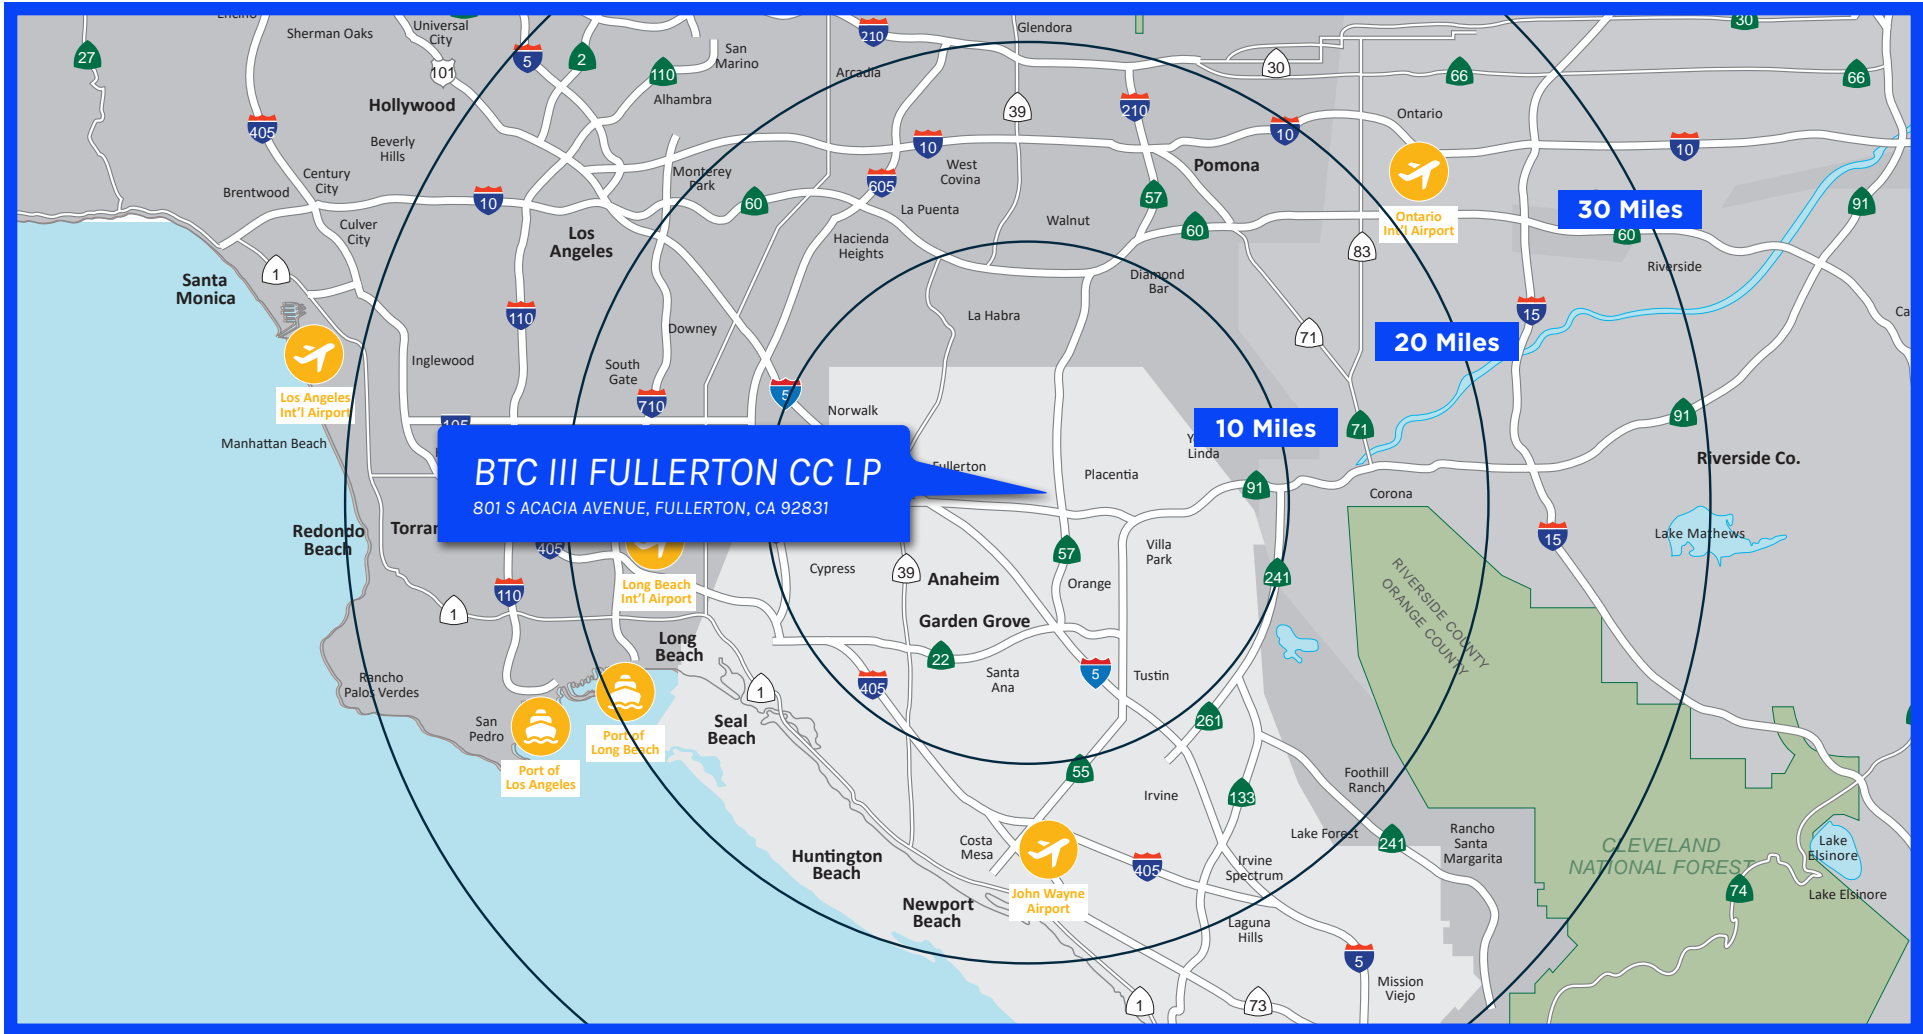 Encino
Sherman Oaks
Universal
City
Glendora
30
27
101
5
2
110
San
Marino
210
Arcadia
30
66
66
Hollywood
Alhambra
39
210
Ontario
405
Beverly
Hills
10
10
10
West
Covina
Pomona
Century
City
Brentwood
Monterey
Park
605
10
60
La Puenta
57
Walnut
60
Ontario
Int'l Airport
30 Miles
60
91
Culver
City
Los
Angeles
Hacienda
Heights
83
Riverside
Santa
Monica
1
Diamond
Bar
Ca
110
Downey
La Habra
71
15
20 Miles
Los Angeles
Int'l Airport
Inglewood
South
Gate
710
5
Norwalk
10 Miles
71
91
Manhattan Beach
105
Fullerton
Placentia
Linda
91
Riverside Co.
BTC III FULLERTON CC LP
801 S ACACIA AVENUE, FULLERTON, CA 92831
Corona
Redondo
Beach
Torran
405
57
Villa
Park
15
Lake Mathews
Long Beach
Int'l Airport
Cypress
39
Anaheim
Orange
241
RIVERSIDE COUNTY
ORANGE COUNTY
110
1
Garden Grove
22
Long
Beach
Santa
Ana
5
Tustin
Rancho
Palos Verdes
405
1
San
Pedro
Port of
Long Beach
Seal
Beach
261
Port of
Los Angeles
55
Irvine
133
Foothill
Ranch
Lake Forest
241
Rancho
Santa
Margarita
CLEVELAND
NATIONAL FOREST
Lake
Elsinore
74
Lake Elsinore
Huntington
Beach
Costa
Mesa
405
Irvine
Spectrum
John Wayne
Airport
Newport
Beach
Laguna
Hills
5
Mission
Viejo
1
73